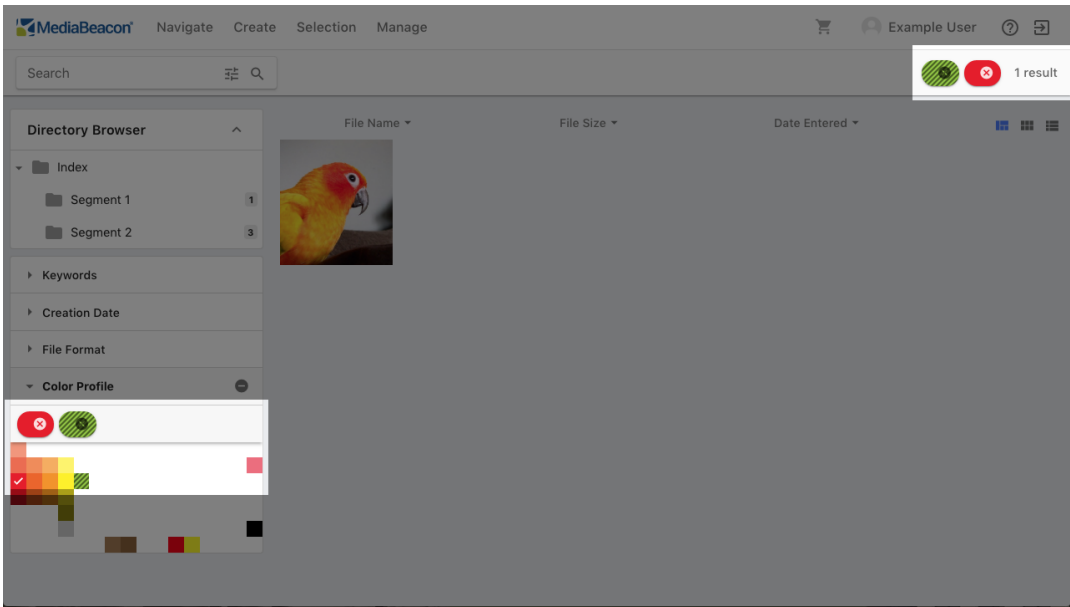 MediaBeacon Navigate Create Selection Manage Example User
Search 1 result
Directory Browser File Name File Size Date Entered
Index
Segment 1 1
Segment 2 3
Keywords
Creation Date
File Format
Color Profile